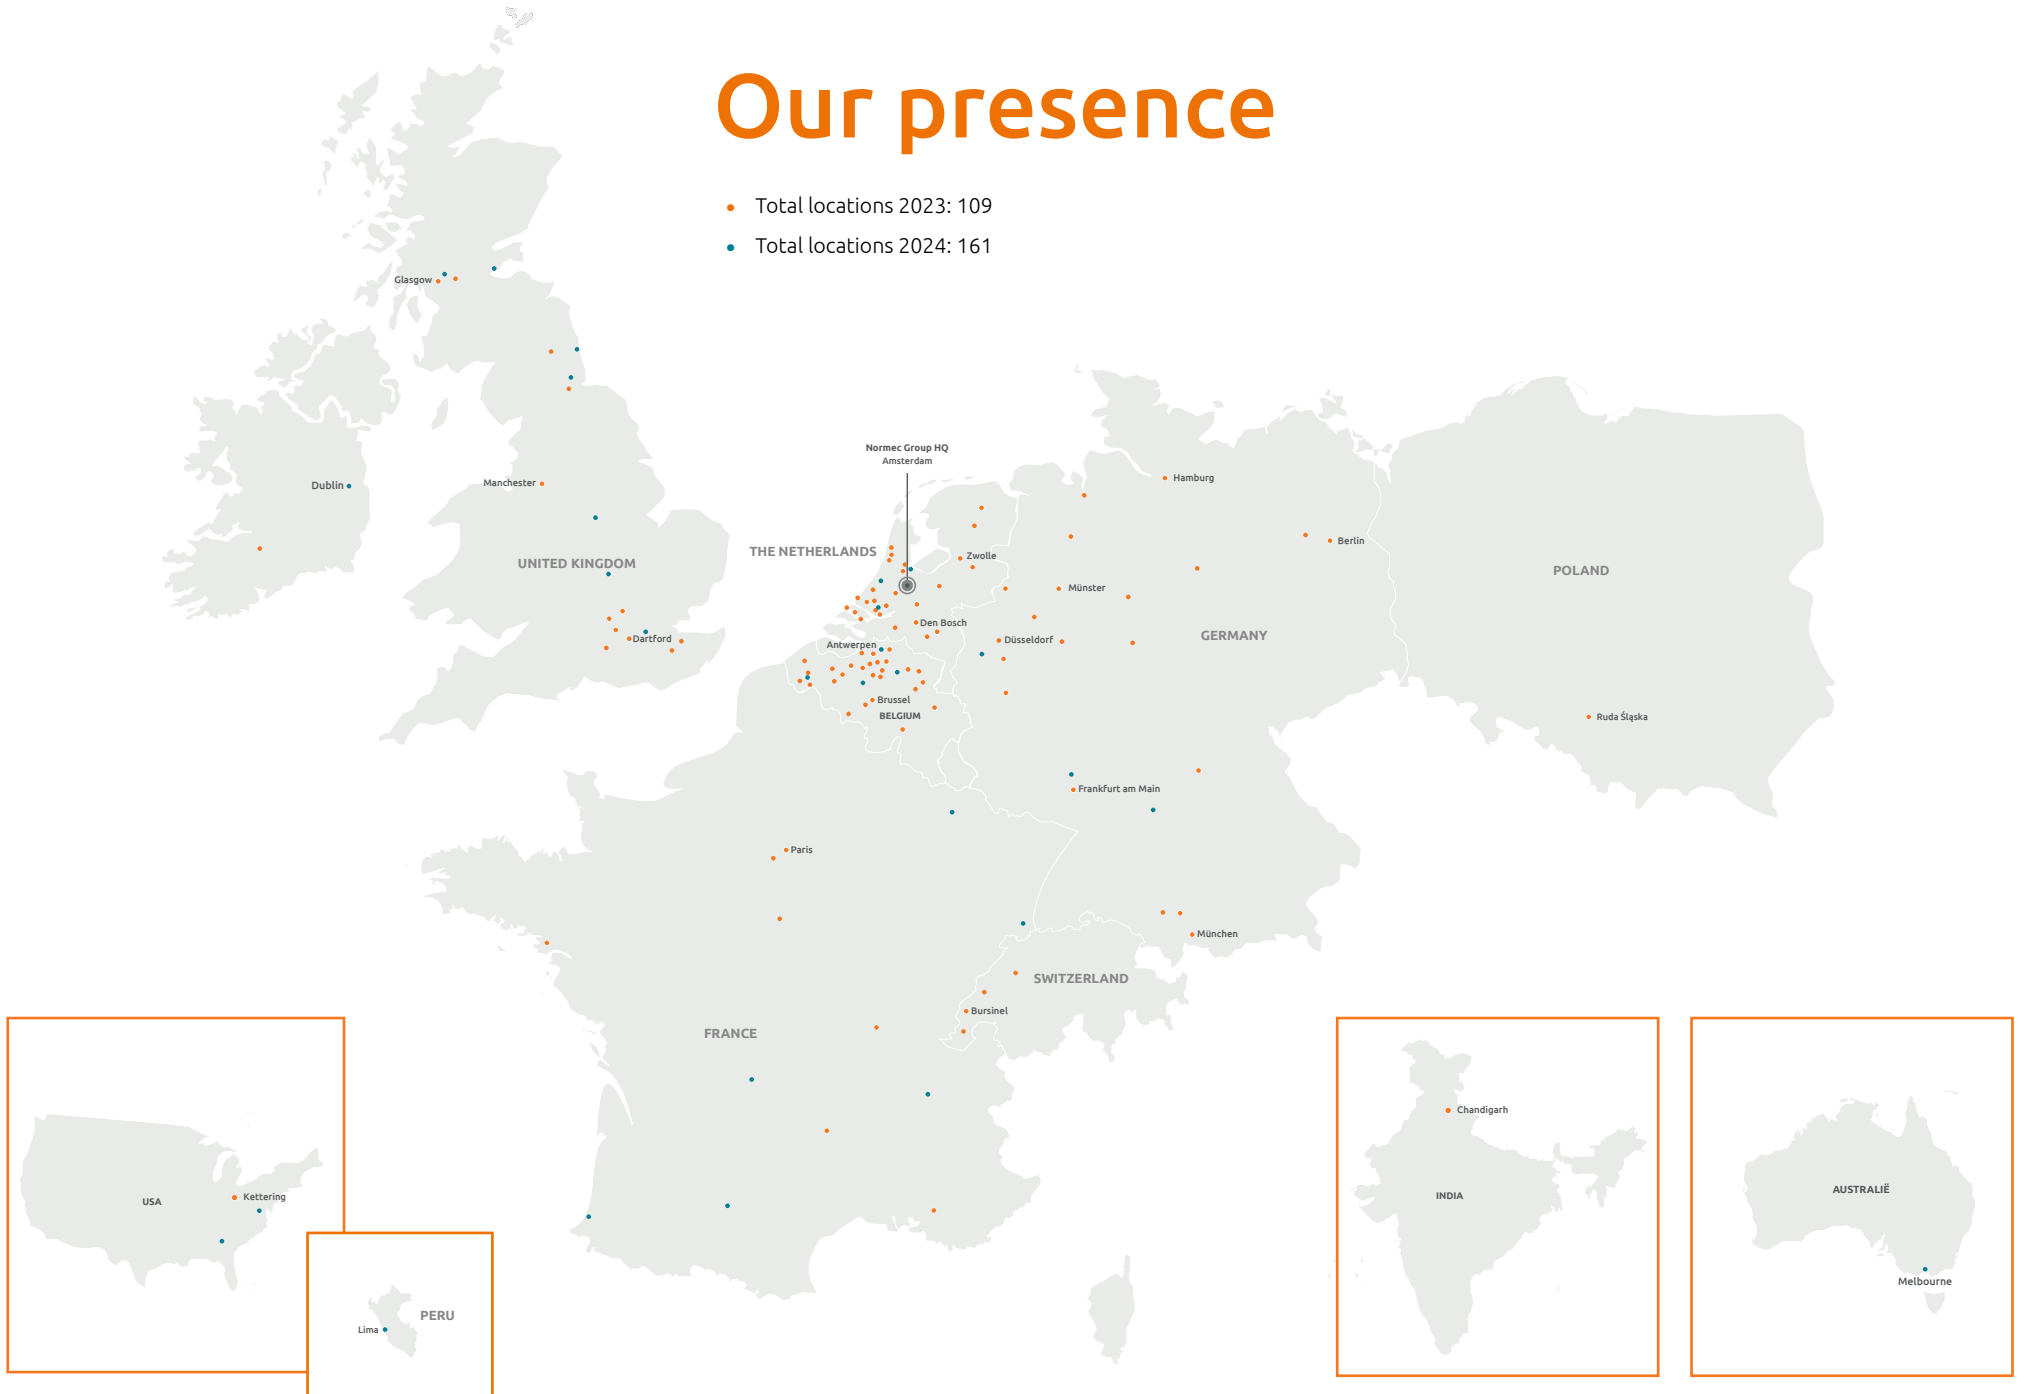 Our presence
Total locations 2023: 109
Total locations 2024: 161
Glasgow
Normec Group HQ
Amsterdam
Dublin
Manchester
Hamburg
UNITED KINGDOM
THE NETHERLANDS
Zwolle
Berlin
Münster
POLAND
Den Bosch
Dartford
Antwerpen
Düsseldorf
GERMANY
Brussel
BELGIUM
Ruda Śląska
Frankfurt am Main
Paris
München
SWITZERLAND
Bursinel
FRANCE
Chandigarh
Kettering
USA
INDIA
AUSTRALIË
Melbourne
PERU
Lima